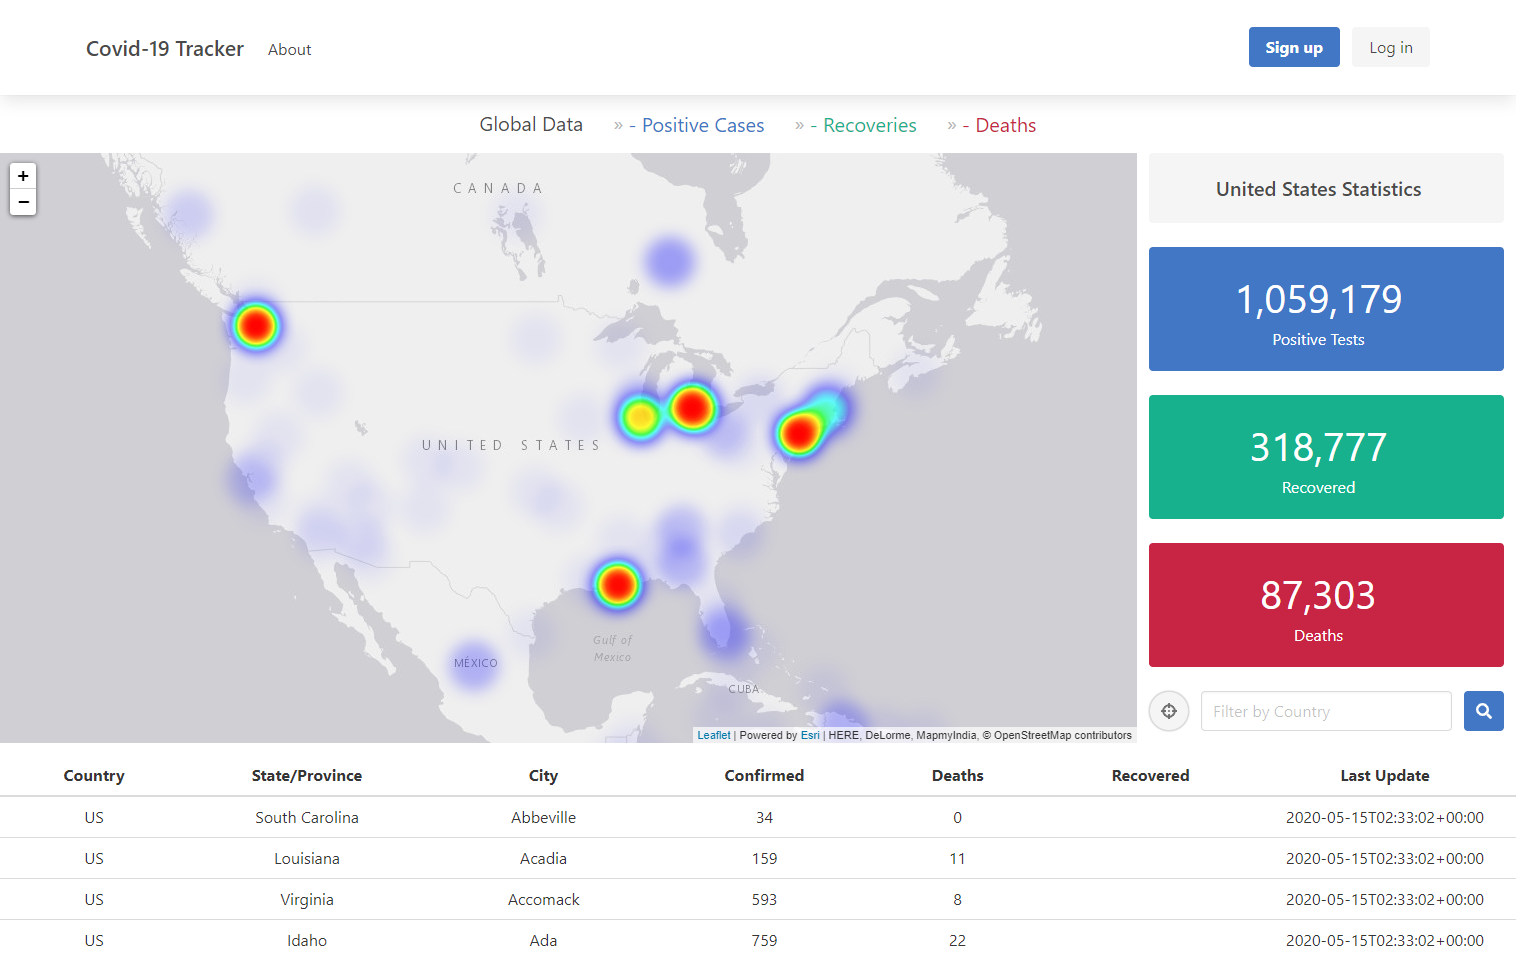 Covid-19 Tracker About Sign up Log in
Global Data » - Positive Cases » - Recoveries » - Deaths
+
−
CANADA
UNITED STATES
Gulf of
Mexico
MÉXICO
CUBA
Leaflet | Powered by Esri | HERE, DeLorme, MapmyIndia, © OpenStreetMap contributors
United States Statistics
1,059,179
Positive Tests
318,777
Recovered
87,303
Deaths
Filter by Country
Country State/Province City Confirmed Deaths Recovered Last Update
US South Carolina Abbeville 34 0 2020-05-15T02:33:02+00:00
US Louisiana Acadia 159 11 2020-05-15T02:33:02+00:00
US Virginia Accomack 593 8 2020-05-15T02:33:02+00:00
US Idaho Ada 759 22 2020-05-15T02:33:02+00:00